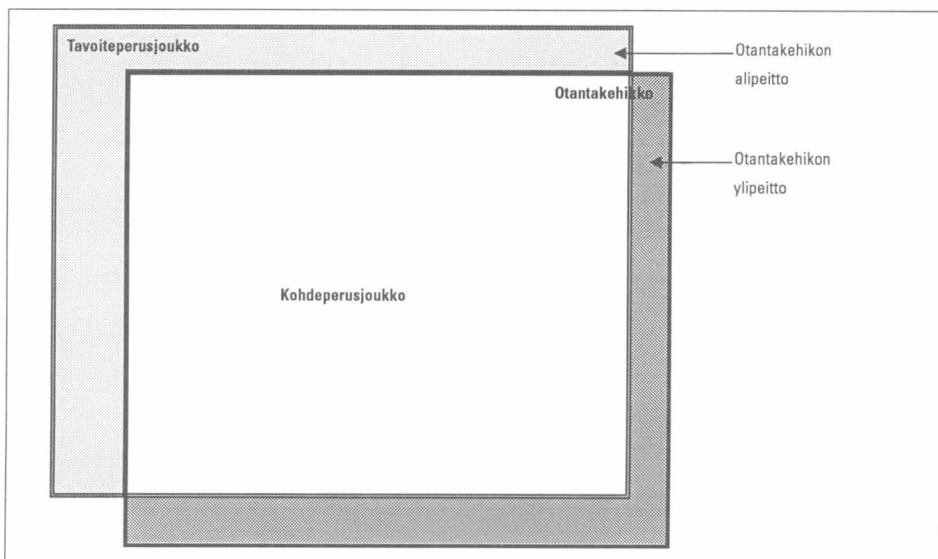 Tavoiteperusjoukko
Otantakehikon
alipeitto
Otantakehikko
Otantakehikon
ylipeitto
Kohdeperusjoukko